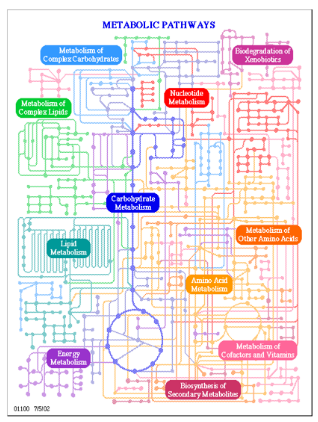 METABOLIC PATHWAYS
Metabolism of
Complex Carbohydrates
Biodegradation of
Xenobiotics
Nucleotide
Metabolism
Metabolism of
Complex Lipids
Carbohydrate
Metabolism
Metabolism of
Other Amino Acids
Lipid
Metabolism
Amino Acid
Metabolism
Metabolism of
Cofactors and Vitamins
Energy
Metabolism
Biosynthesis of
Secondary Metabolites
01100 7/5/02